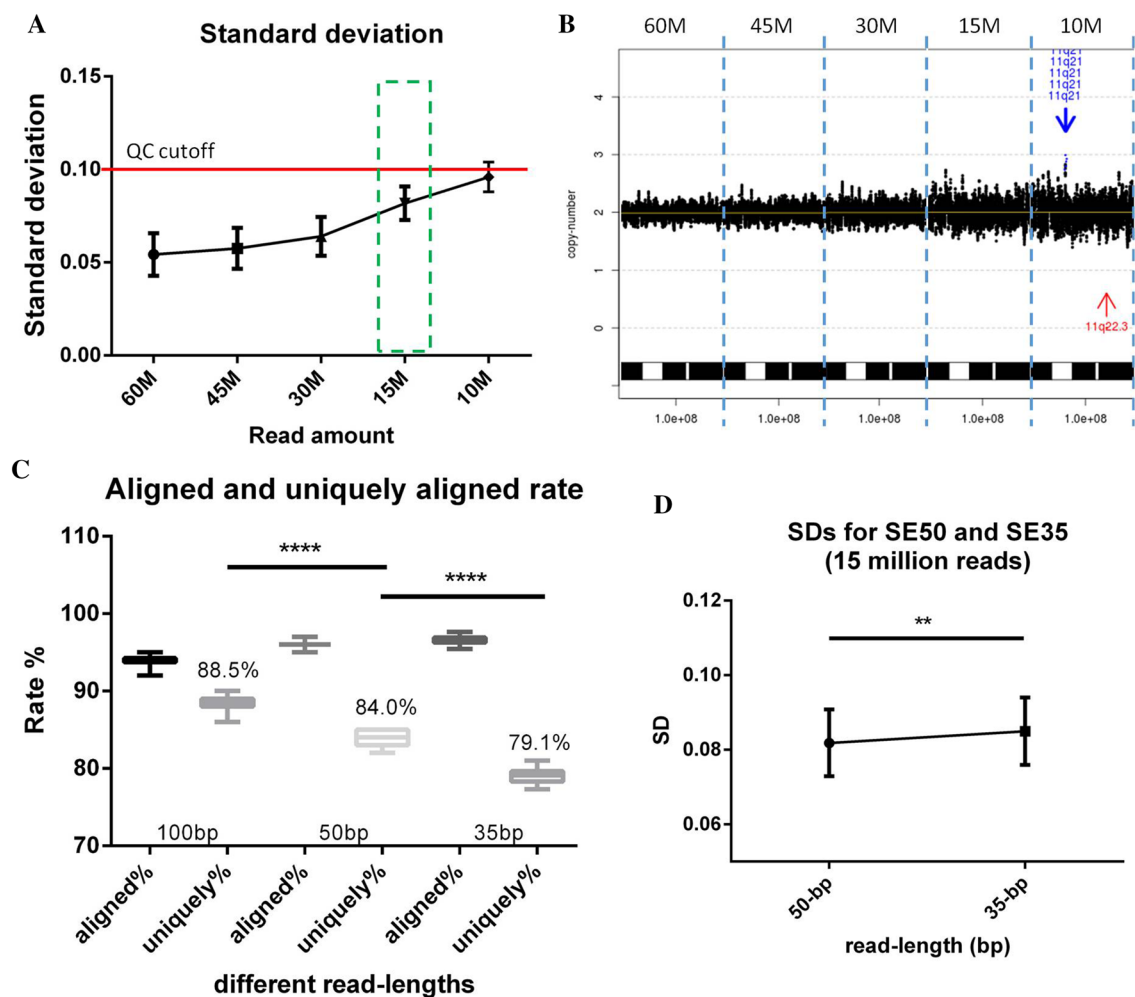 A
Standard deviation
Standard deviation
0.15
0.10
0.05
0.00
QC cutoff
60M
45M
30M
15M
10M
Read amount
B
60M 45M 30M 15M 10M
copy-number
4
3
2
1
0
11q21
11q21
11q21
11q21
11q21
11q22.3
1.0e+08 1.0e+08 1.0e+08 1.0e+08 1.0e+08
C
Aligned and uniquely aligned rate
Rate %
110
100
90
80
70
****
****
88.5%
84.0%
79.1%
100bp 50bp 35bp
aligned%
uniquely%
aligned%
uniquely%
aligned%
uniquely%
different read-lengths
D
SDs for SE50 and SE35
(15 million reads)
SD
0.12
0.10
0.08
0.06
**
50-bp
35-bp
read-length (bp)